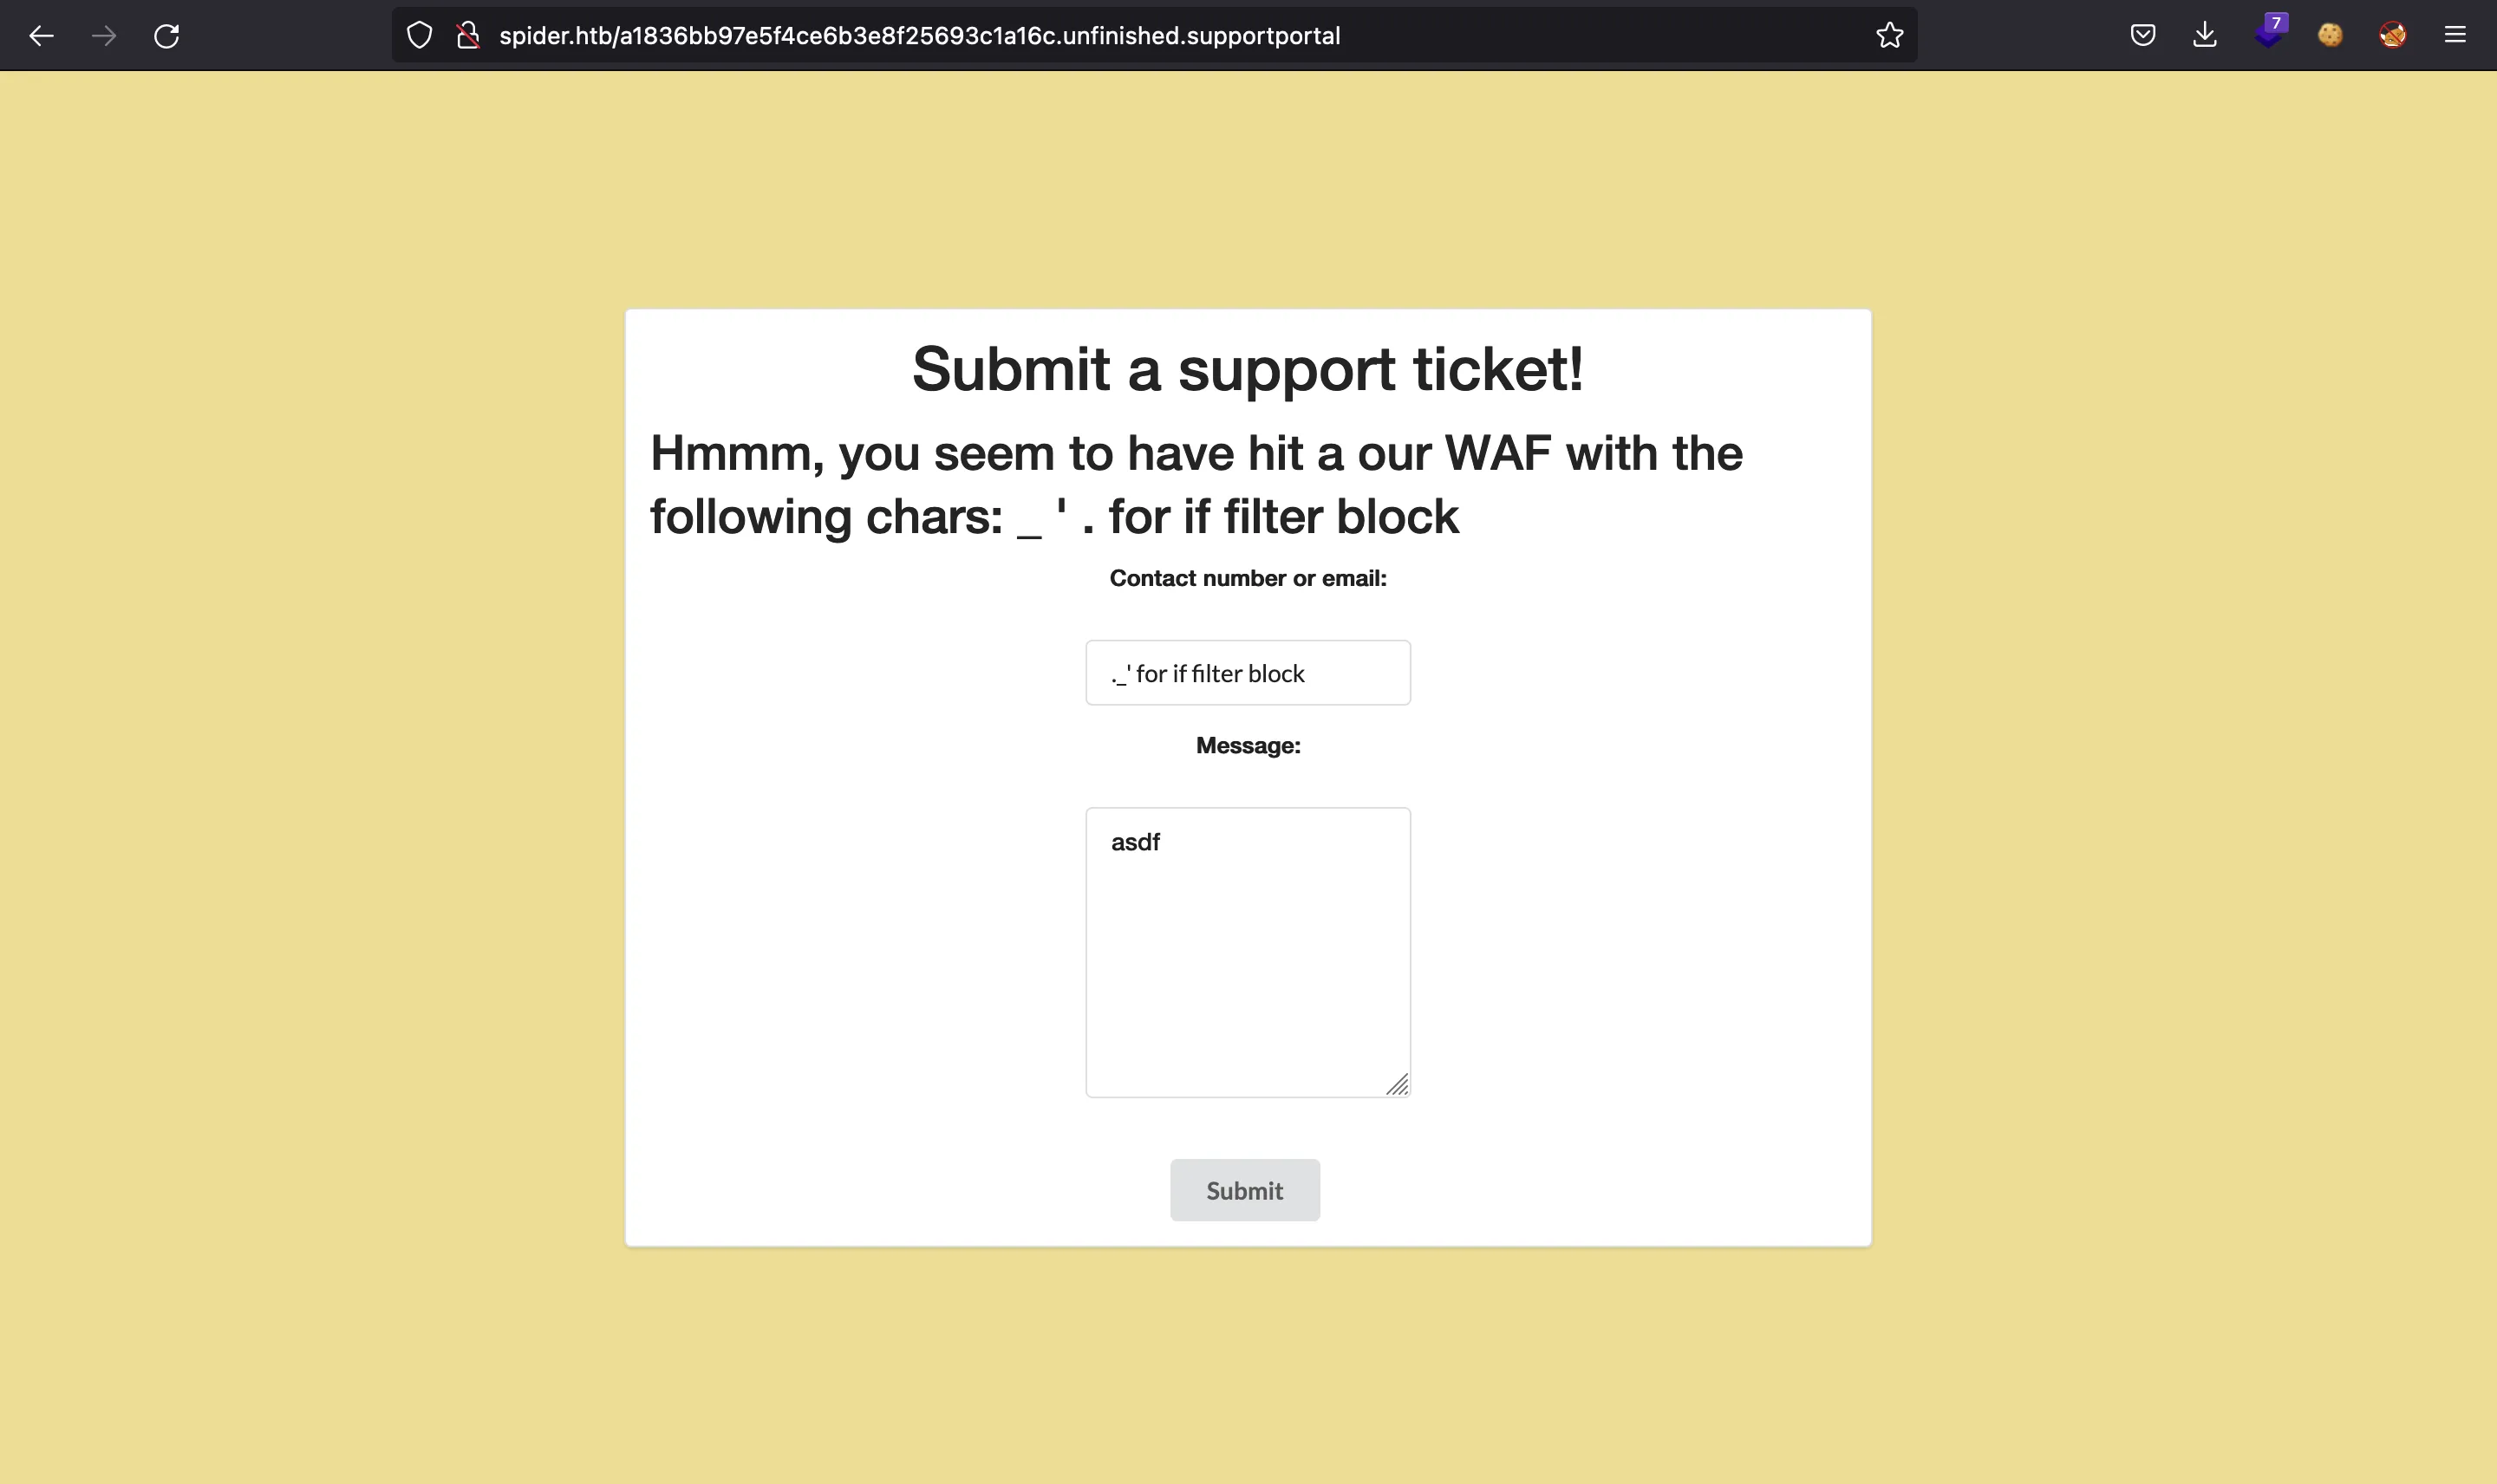 spider.htb/a1836bb97e5f4ce6b3e8f25693c1a16c.unfinished.supportportal
7
Submit a support ticket!
Hmmm, you seem to have hit a our WAF with the
following chars: _ ' . for if filter block
Contact number or email:
._' for if filter block
Message:
asdf
Submit